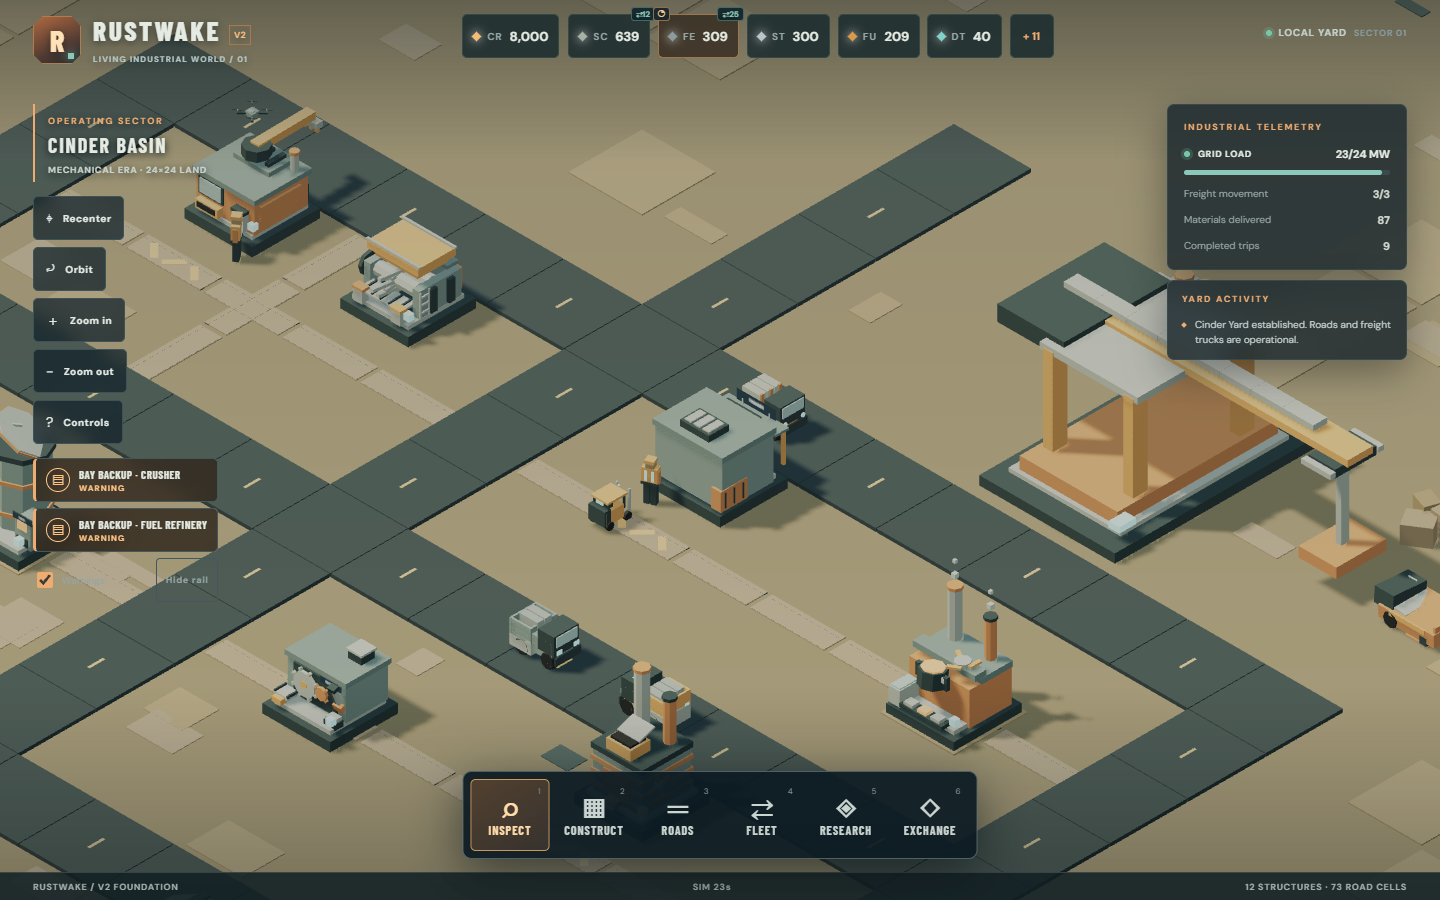 R
RUSTWAKE V2
LIVING INDUSTRIAL WORLD / 01
CR 8,000
SC 639
12
FE 309
25
ST 300
FU 209
DT 40
+ 11
LOCAL YARD SECTOR 01
OPERATING SECTOR
CINDER BASIN
MECHANICAL ERA · 24×24 LAND
Recenter
Orbit
+ Zoom in
− Zoom out
? Controls
BAY BACKUP · CRUSHER
WARNING
BAY BACKUP · FUEL REFINERY
WARNING
Hide rail
INDUSTRIAL TELEMETRY
GRID LOAD 23/24 MW
Freight movement 3/3
Materials delivered 87
Completed trips 9
YARD ACTIVITY
Cinder Yard established. Roads and freight
trucks are operational.
1
INSPECT
2
CONSTRUCT
3
ROADS
4
FLEET
5
RESEARCH
6
EXCHANGE
RUSTWAKE / V2 FOUNDATION
SIM 23s
12 STRUCTURES · 73 ROAD CELLS